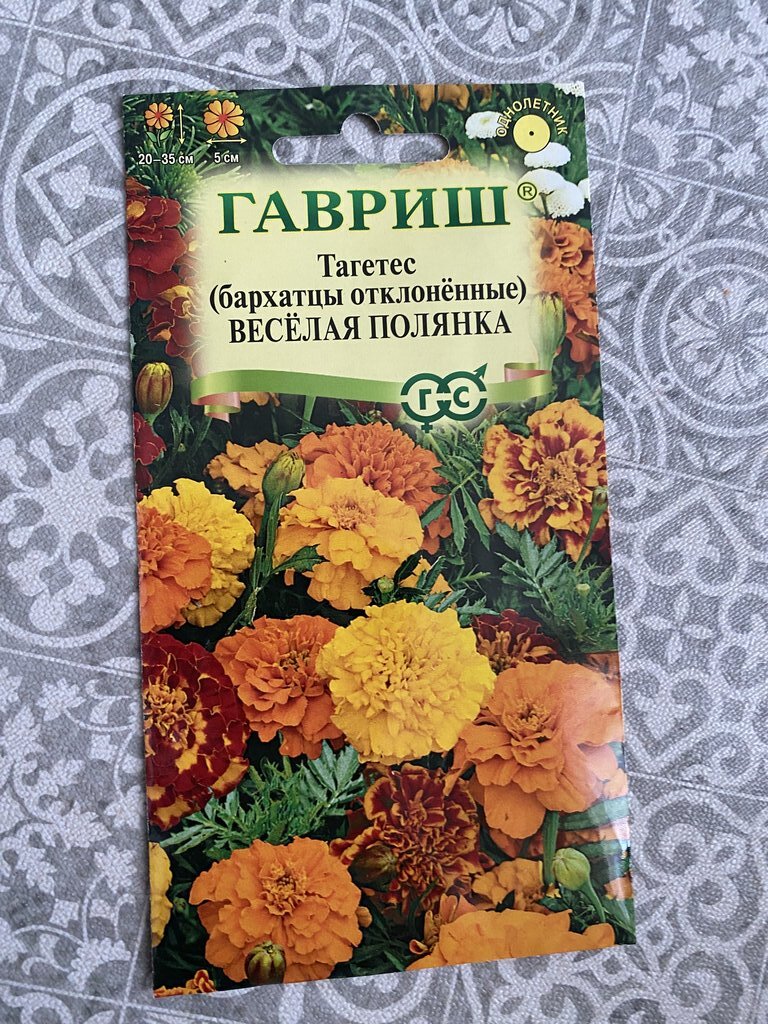 ОДНОЛЕТНИК
20–35 см
5 см
ГАВРИШ®
Тагетес
(бархатцы отклонённые)
ВЕСЁЛАЯ ПОЛЯНКА
Г-С